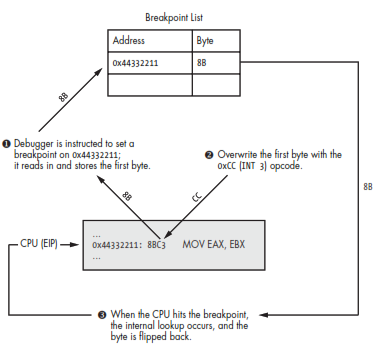 Breakpoint List
Address Byte
0x44332211 8B
8B
❶ Debugger is instructed to set a
breakpoint on 0x44332211;
it reads in and stores the first byte.
❷ Overwrite the first byte with the
0xCC (INT 3) opcode.
8B
CC
8B
...
CPU (EIP) 0x44332211: 8BC3 MOV EAX, EBX
...
❸ When the CPU hits the breakpoint,
the internal lookup occurs, and the
byte is flipped back.